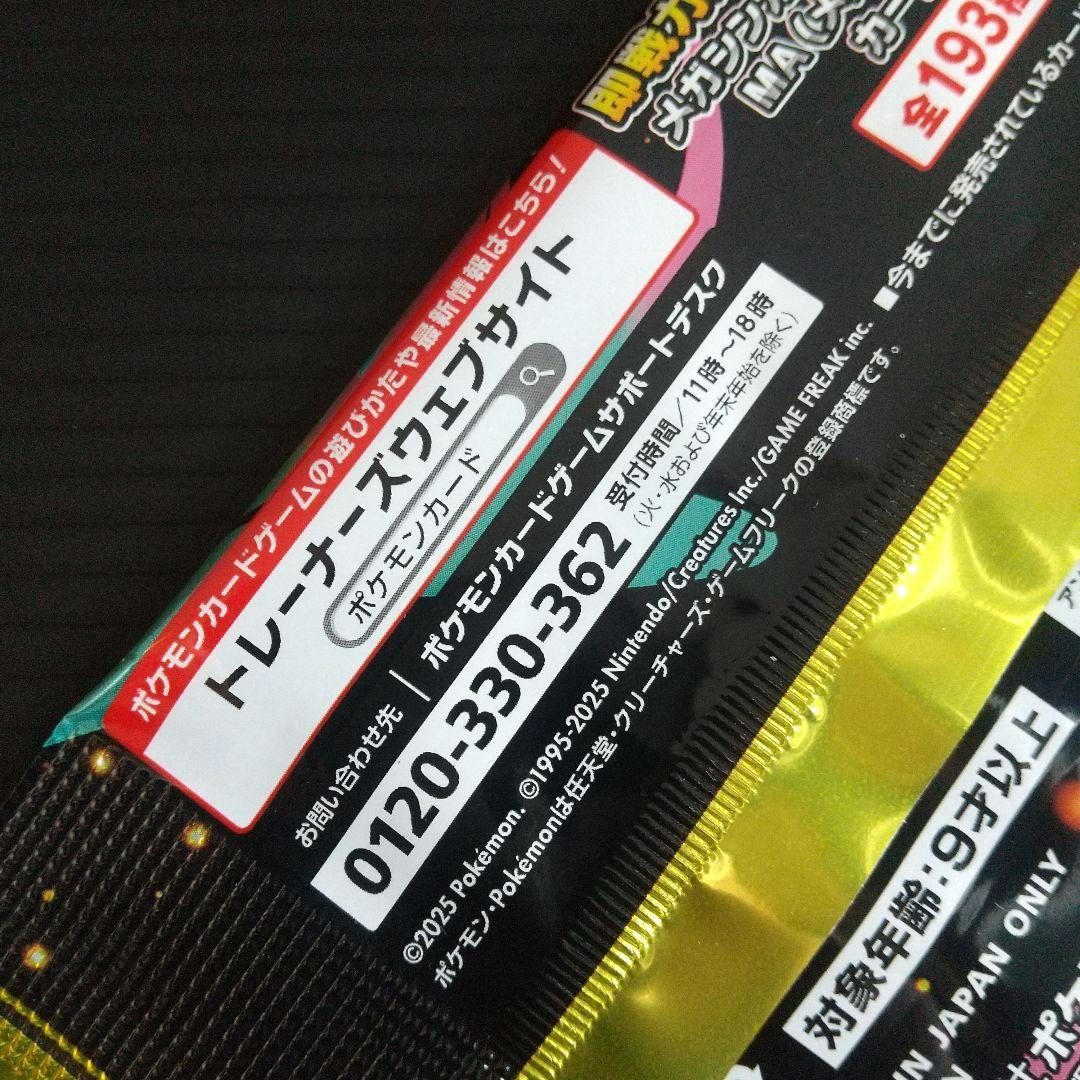 即戦力
メガシンカ
MA
カー
全193種
■今までに発売されているカー
ポケモンカードゲームの遊びかたや最新情報はこちら!
トレーナーズウェブサイト
ポケモンカード
お問い合わせ先
ポケモンカードゲームサポートデスク
0120-330-362
受付時間/11時~18時
(火・水および年末年始を除く)
©2025 Pokémon. ©1995-2025 Nintendo/Creatures Inc./GAME FREAK inc.
ポケモン・Pokémonは任天堂・クリーチャーズ・ゲームフリークの登録商標です。
対象年齢:9才以上
IN JAPAN ONLY
ポケ